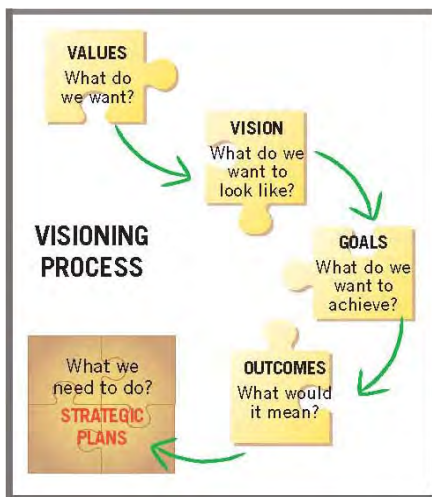 VALUES
What do
we want?
VISION
What do we
want to
look like?
VISIONING
PROCESS
GOALS
What do we
want to
achieve?
OUTCOMES
What would
it mean?
What we
need to do?
STRATEGIC
PLANS